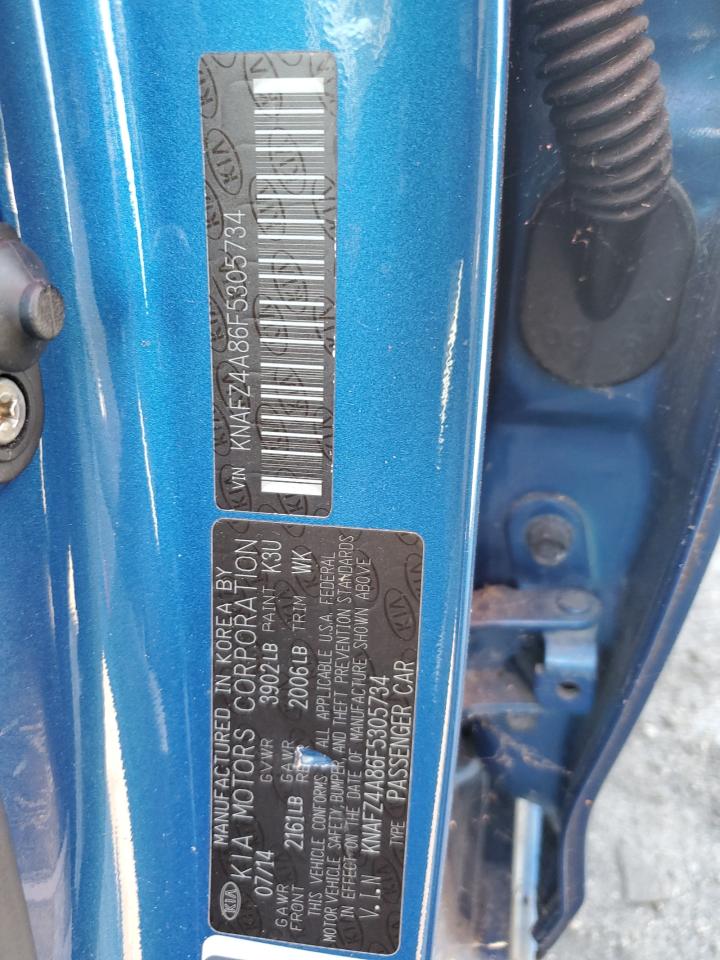 VIN KNAFZ4A86F5305734
KIA
MANUFACTURED IN KOREA BY
KIA MOTORS CORPORATION
07/14 GVWR 3902LB PAINT K3U
GAWR FRONT 2161LB GAWR 2006LB TRIM WK
THIS VEHICLE CONFORMS ALL APPLICABLE U.S.A. FEDERAL
MOTOR VEHICLE SAFETY, BUMPER, AND THEFT PREVENTION STANDARDS
IN EFFECT ON THE DATE OF MANUFACTURE SHOWN ABOVE
V.I.N KNAFZ4A86F5305734
TYPE PASSENGER CAR